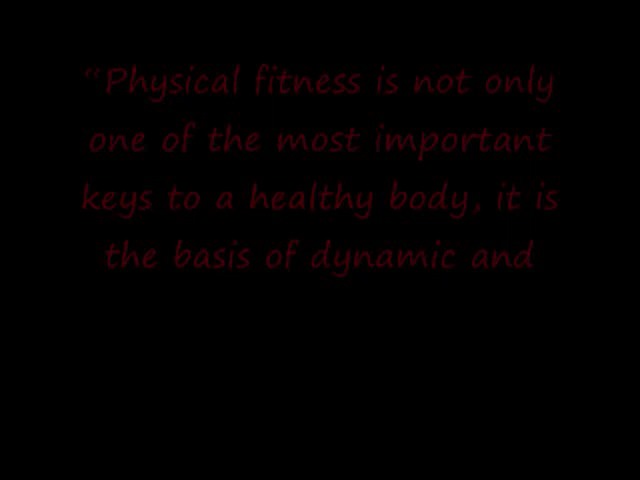 “Physical fitness is not only
one of the most important
keys to a healthy body, it is
the basis of dynamic and